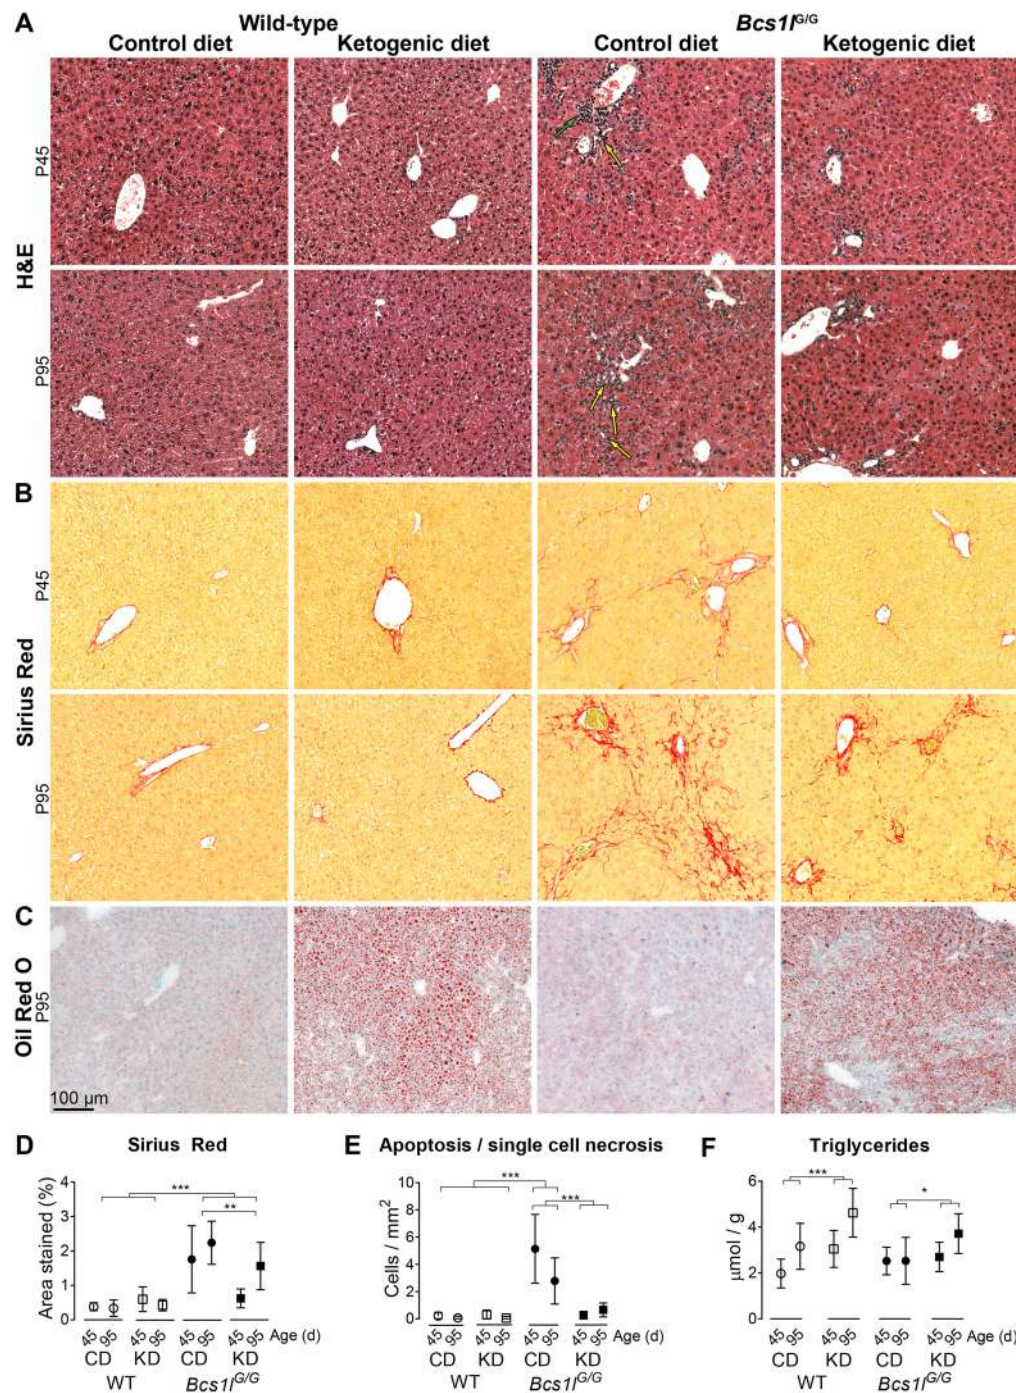 A
Wild-type
Bcs1l^G/G
Control diet
Ketogenic diet
Control diet
Ketogenic diet
H&E
P45
P95
B
Sirius Red
P45
P95
C
Oil Red O
P95
100 µm
D Sirius Red
Area stained (%)
4
3
2
1
0
***
**
45 95 45 95 45 95 45 95 Age (d)
CD KD CD KD
WT Bcs1l^G/G
E Apoptosis / single cell necrosis
Cells / mm²
10
8
6
4
2
0
***
***
45 95 45 95 45 95 45 95 Age (d)
CD KD CD KD
WT Bcs1l^G/G
F Triglycerides
µmol / g
6
4
2
0
***
*
45 95 45 95 45 95 45 95 Age (d)
CD KD CD KD
WT Bcs1l^G/G